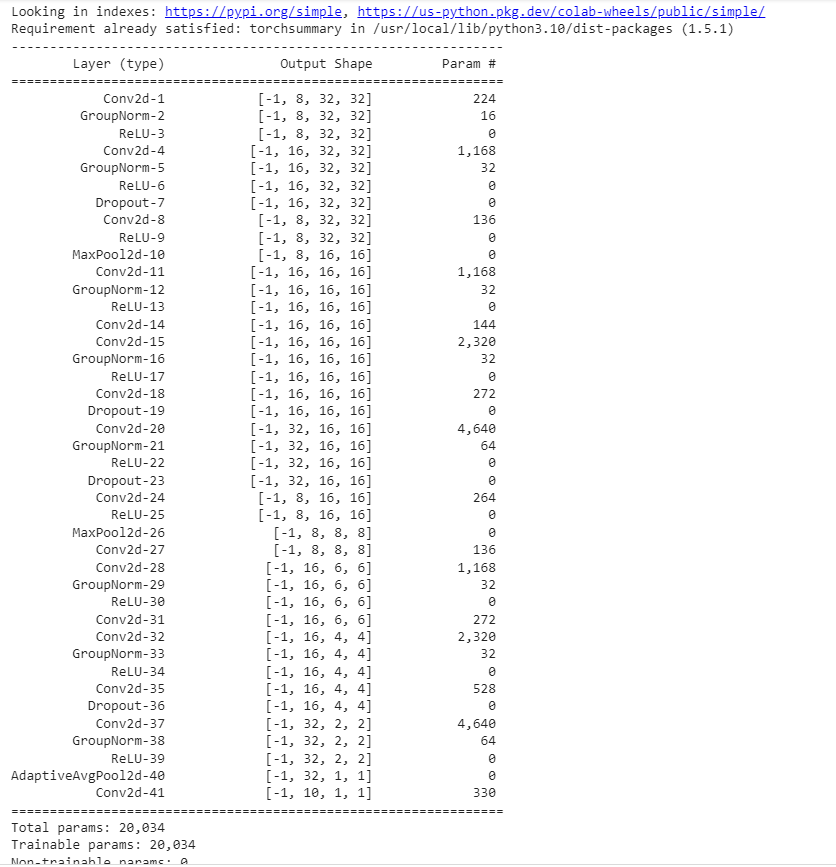 Looking in indexes: https://pypi.org/simple, https://us-python.pkg.dev/colab-wheels/public/simple/
Requirement already satisfied: torchsummary in /usr/local/lib/python3.10/dist-packages (1.5.1)
----------------------------------------------------------------
Layer (type) Output Shape Param #
================================================================
Conv2d-1 [-1, 8, 32, 32] 224
GroupNorm-2 [-1, 8, 32, 32] 16
ReLU-3 [-1, 8, 32, 32] 0
Conv2d-4 [-1, 16, 32, 32] 1,168
GroupNorm-5 [-1, 16, 32, 32] 32
ReLU-6 [-1, 16, 32, 32] 0
Dropout-7 [-1, 16, 32, 32] 0
Conv2d-8 [-1, 8, 32, 32] 136
ReLU-9 [-1, 8, 32, 32] 0
MaxPool2d-10 [-1, 8, 16, 16] 0
Conv2d-11 [-1, 16, 16, 16] 1,168
GroupNorm-12 [-1, 16, 16, 16] 32
ReLU-13 [-1, 16, 16, 16] 0
Conv2d-14 [-1, 16, 16, 16] 144
Conv2d-15 [-1, 16, 16, 16] 2,320
GroupNorm-16 [-1, 16, 16, 16] 32
ReLU-17 [-1, 16, 16, 16] 0
Conv2d-18 [-1, 16, 16, 16] 272
Dropout-19 [-1, 16, 16, 16] 0
Conv2d-20 [-1, 32, 16, 16] 4,640
GroupNorm-21 [-1, 32, 16, 16] 64
ReLU-22 [-1, 32, 16, 16] 0
Dropout-23 [-1, 32, 16, 16] 0
Conv2d-24 [-1, 8, 16, 16] 264
ReLU-25 [-1, 8, 16, 16] 0
MaxPool2d-26 [-1, 8, 8, 8] 0
Conv2d-27 [-1, 8, 8, 8] 136
Conv2d-28 [-1, 16, 6, 6] 1,168
GroupNorm-29 [-1, 16, 6, 6] 32
ReLU-30 [-1, 16, 6, 6] 0
Conv2d-31 [-1, 16, 6, 6] 272
Conv2d-32 [-1, 16, 4, 4] 2,320
GroupNorm-33 [-1, 16, 4, 4] 32
ReLU-34 [-1, 16, 4, 4] 0
Conv2d-35 [-1, 16, 4, 4] 528
Dropout-36 [-1, 16, 4, 4] 0
Conv2d-37 [-1, 32, 2, 2] 4,640
GroupNorm-38 [-1, 32, 2, 2] 64
ReLU-39 [-1, 32, 2, 2] 0
AdaptiveAvgPool2d-40 [-1, 32, 1, 1] 0
Conv2d-41 [-1, 10, 1, 1] 330
================================================================
Total params: 20,034
Trainable params: 20,034
Non-trainable params: 0